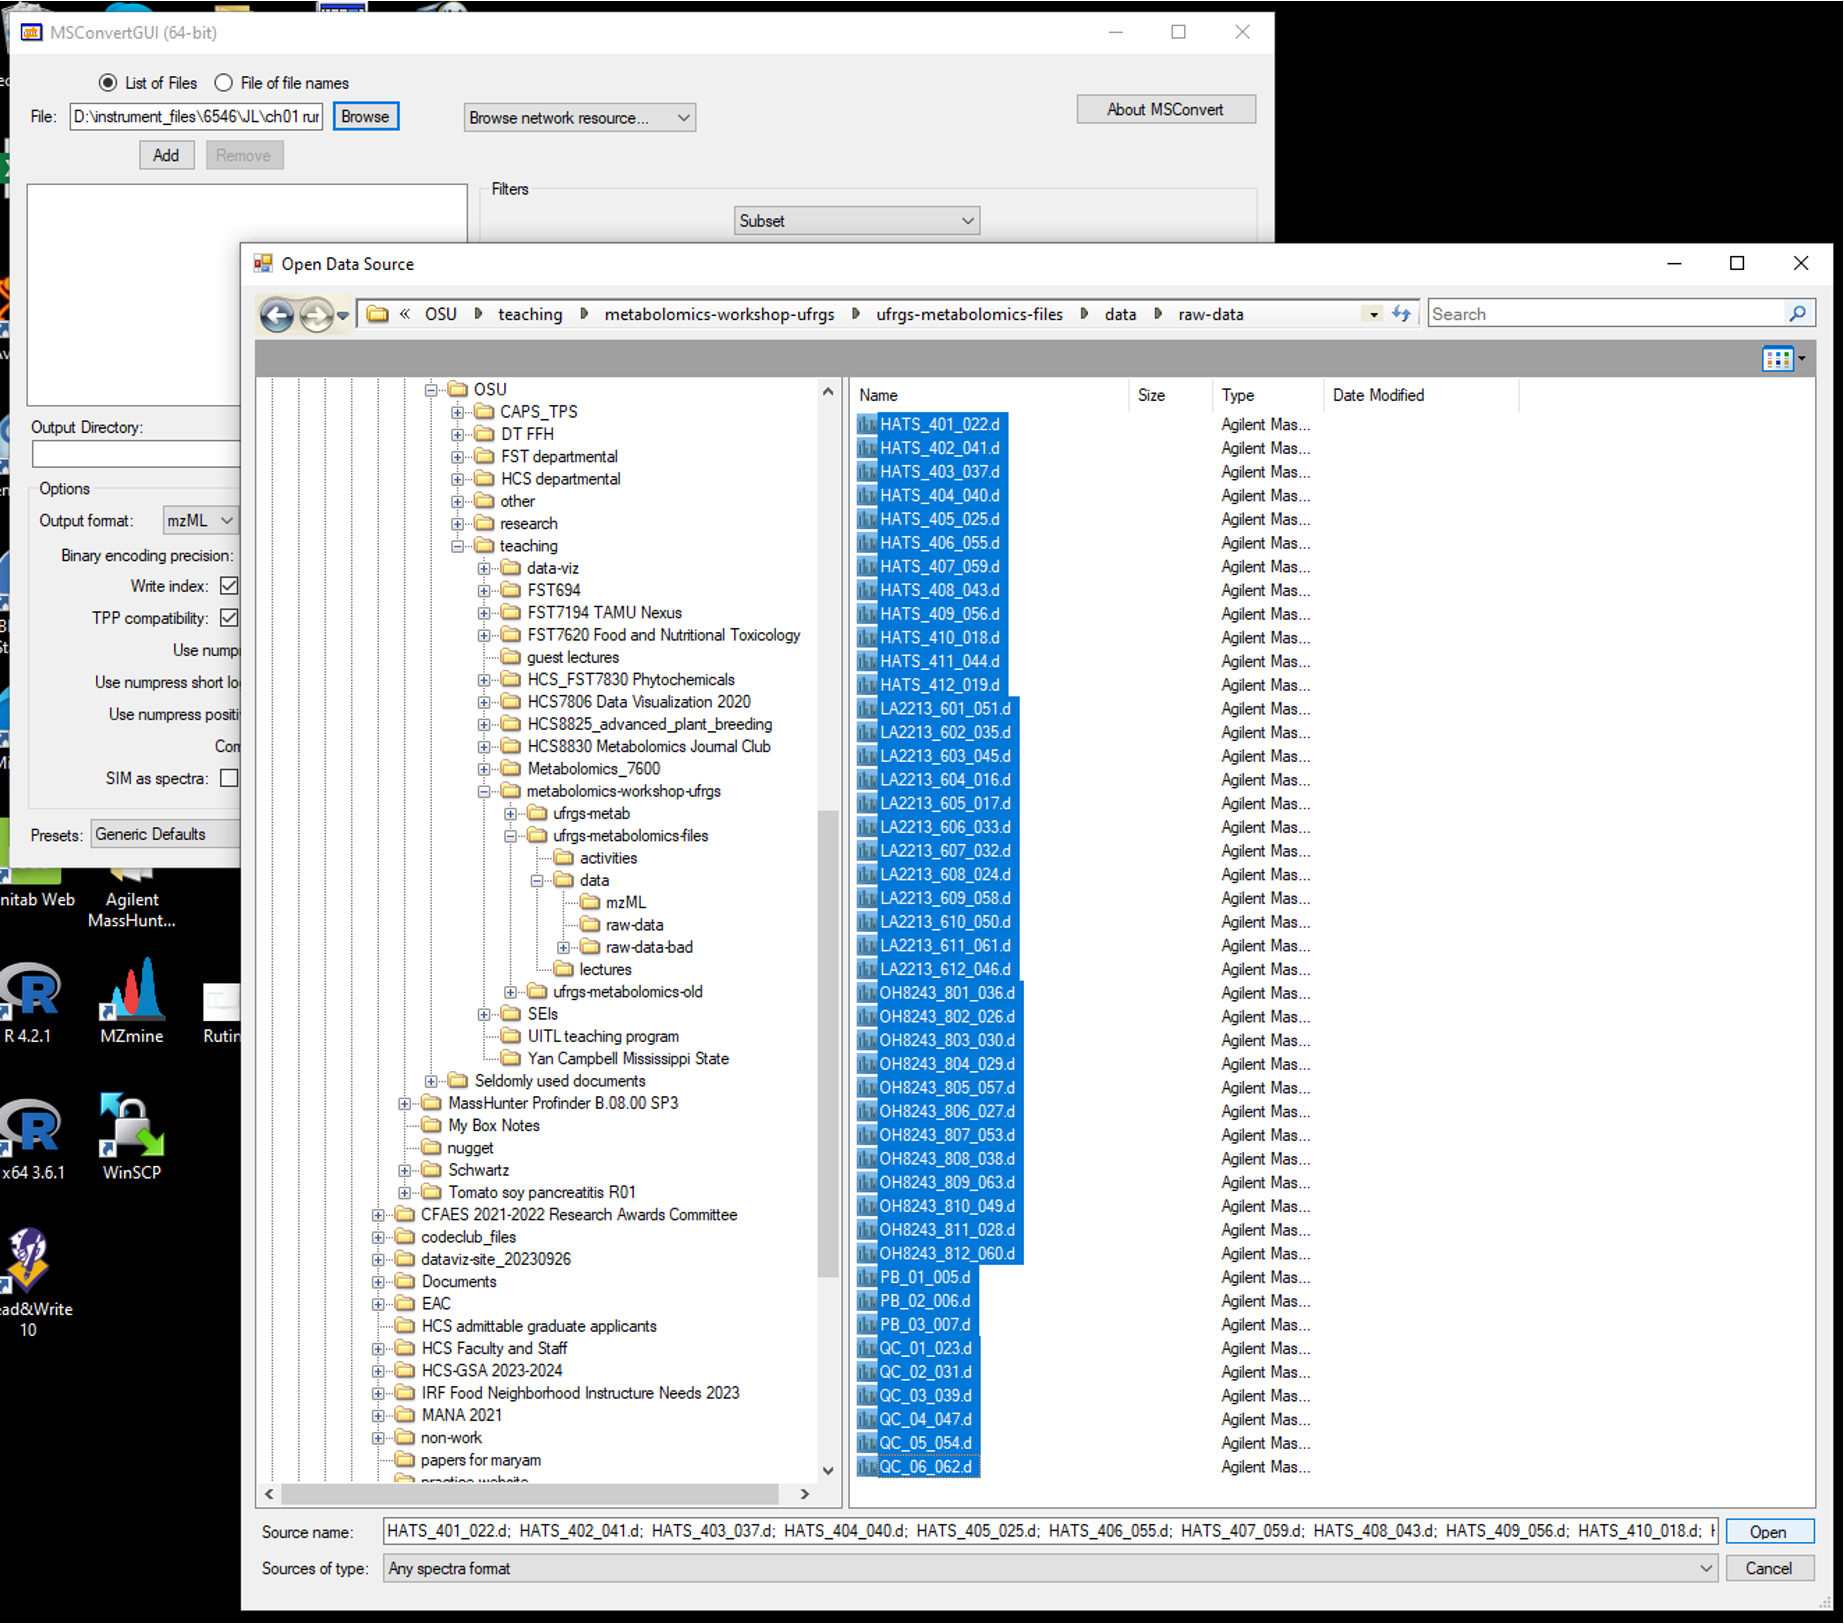 MSConvertGUI (64-bit)
List of Files
File of file names
File:
D:\instrument_files\6546\JL\ch01 rur
Browse
Browse network resource...
About MSConvert
Add
Remove
Filters
Subset
Output Directory:
Options
Output format:
mzML
Binary encoding precision:
Write index:
TPP compatibility:
Use numpr
Use numpress short lo
Use numpress positi
Com
SIM as spectra:
Presets:
Generic Defaults
Open Data Source
« OSU teaching metabolomics-workshop-ufrgs ufrgs-metabolomics-files data raw-data
Search
OSU
CAPS_TPS
DT FFH
FST departmental
HCS departmental
other
research
teaching
data-viz
FST694
FST7194 TAMU Nexus
FST7620 Food and Nutritional Toxicology
guest lectures
HCS_FST7830 Phytochemicals
HCS7806 Data Visualization 2020
HCS8825_advanced_plant_breeding
HCS8830 Metabolomics Journal Club
Metabolomics_7600
metabolomics-workshop-ufrgs
ufrgs-metab
ufrgs-metabolomics-files
activities
data
mzML
raw-data
raw-data-bad
lectures
ufrgs-metabolomics-old
SEIs
UITL teaching program
Yan Campbell Mississippi State
Seldomly used documents
MassHunter Profinder B.08.00 SP3
My Box Notes
nugget
Schwartz
Tomato soy pancreatitis R01
CFAES 2021-2022 Research Awards Committee
codeclub_files
dataviz-site_20230926
Documents
EAC
HCS admittable graduate applicants
HCS Faculty and Staff
HCS-GSA 2023-2024
IRF Food Neighborhood Instructure Needs 2023
MANA 2021
non-work
papers for maryam
Name Size Type Date Modified
HATS_401_022.d Agilent Mas...
HATS_402_041.d Agilent Mas...
HATS_403_037.d Agilent Mas...
HATS_404_040.d Agilent Mas...
HATS_405_025.d Agilent Mas...
HATS_406_055.d Agilent Mas...
HATS_407_059.d Agilent Mas...
HATS_408_043.d Agilent Mas...
HATS_409_056.d Agilent Mas...
HATS_410_018.d Agilent Mas...
HATS_411_044.d Agilent Mas...
HATS_412_019.d Agilent Mas...
LA2213_601_051.d Agilent Mas...
LA2213_602_035.d Agilent Mas...
LA2213_603_045.d Agilent Mas...
LA2213_604_016.d Agilent Mas...
LA2213_605_017.d Agilent Mas...
LA2213_606_033.d Agilent Mas...
LA2213_607_032.d Agilent Mas...
LA2213_608_024.d Agilent Mas...
LA2213_609_058.d Agilent Mas...
LA2213_610_050.d Agilent Mas...
LA2213_611_061.d Agilent Mas...
LA2213_612_046.d Agilent Mas...
OH8243_801_036.d Agilent Mas...
OH8243_802_026.d Agilent Mas...
OH8243_803_030.d Agilent Mas...
OH8243_804_029.d Agilent Mas...
OH8243_805_057.d Agilent Mas...
OH8243_806_027.d Agilent Mas...
OH8243_807_053.d Agilent Mas...
OH8243_808_038.d Agilent Mas...
OH8243_809_063.d Agilent Mas...
OH8243_810_049.d Agilent Mas...
OH8243_811_028.d Agilent Mas...
OH8243_812_060.d Agilent Mas...
PB_01_005.d Agilent Mas...
PB_02_006.d Agilent Mas...
PB_03_007.d Agilent Mas...
QC_01_023.d Agilent Mas...
QC_02_031.d Agilent Mas...
QC_03_039.d Agilent Mas...
QC_04_047.d Agilent Mas...
QC_05_054.d Agilent Mas...
QC_06_062.d Agilent Mas...
Source name:
HATS_401_022.d; HATS_402_041.d; HATS_403_037.d; HATS_404_040.d; HATS_405_025.d; HATS_406_055.d; HATS_407_059.d; HATS_408_043.d; HATS_409_056.d; HATS_410_018.d;
Open
Sources of type:
Any spectra format
Cancel
nitab Web
Agilent
MassHunt...
R 4.2.1
MZmine
Rutin
x64 3.6.1
WinSCP
ead&Write
10